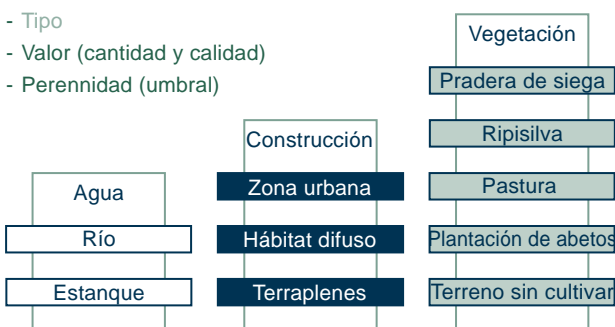 - Tipo
- Valor (cantidad y calidad)
- Perennidad (umbral)
Agua
Río
Estanque
Construcción
Zona urbana
Hábitat difuso
Terraplenes
Vegetación
Pradera de siega
Ripisilva
Pastura
Plantación de abetos
Terreno sin cultivar